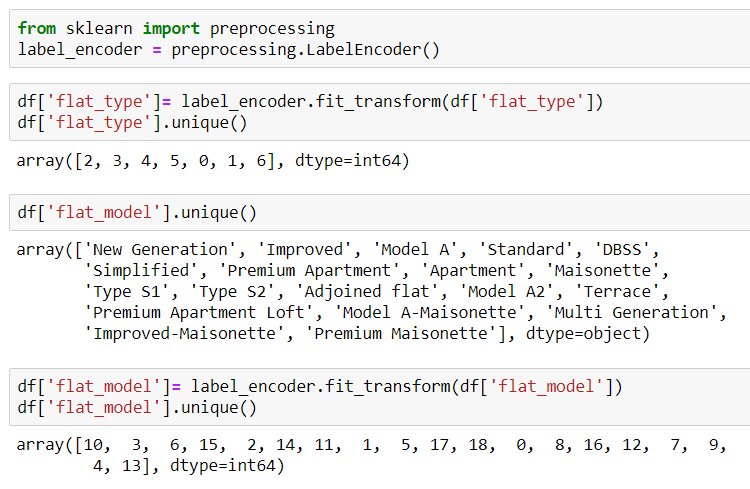 from sklearn import preprocessing
label_encoder = preprocessing.LabelEncoder()
df['flat_type']= label_encoder.fit_transform(df['flat_type'])
df['flat_type'].unique()
array([2, 3, 4, 5, 0, 1, 6], dtype=int64)
df['flat_model'].unique()
array(['New Generation', 'Improved', 'Model A', 'Standard', 'DBSS',
'Simplified', 'Premium Apartment', 'Apartment', 'Maisonette',
'Type S1', 'Type S2', 'Adjoined flat', 'Model A2', 'Terrace',
'Premium Apartment Loft', 'Model A-Maisonette', 'Multi Generation',
'Improved-Maisonette', 'Premium Maisonette'], dtype=object)
df['flat_model']= label_encoder.fit_transform(df['flat_model'])
df['flat_model'].unique()
array([10, 3, 6, 15, 2, 14, 11, 1, 5, 17, 18, 0, 8, 16, 12, 7, 9,
4, 13], dtype=int64)